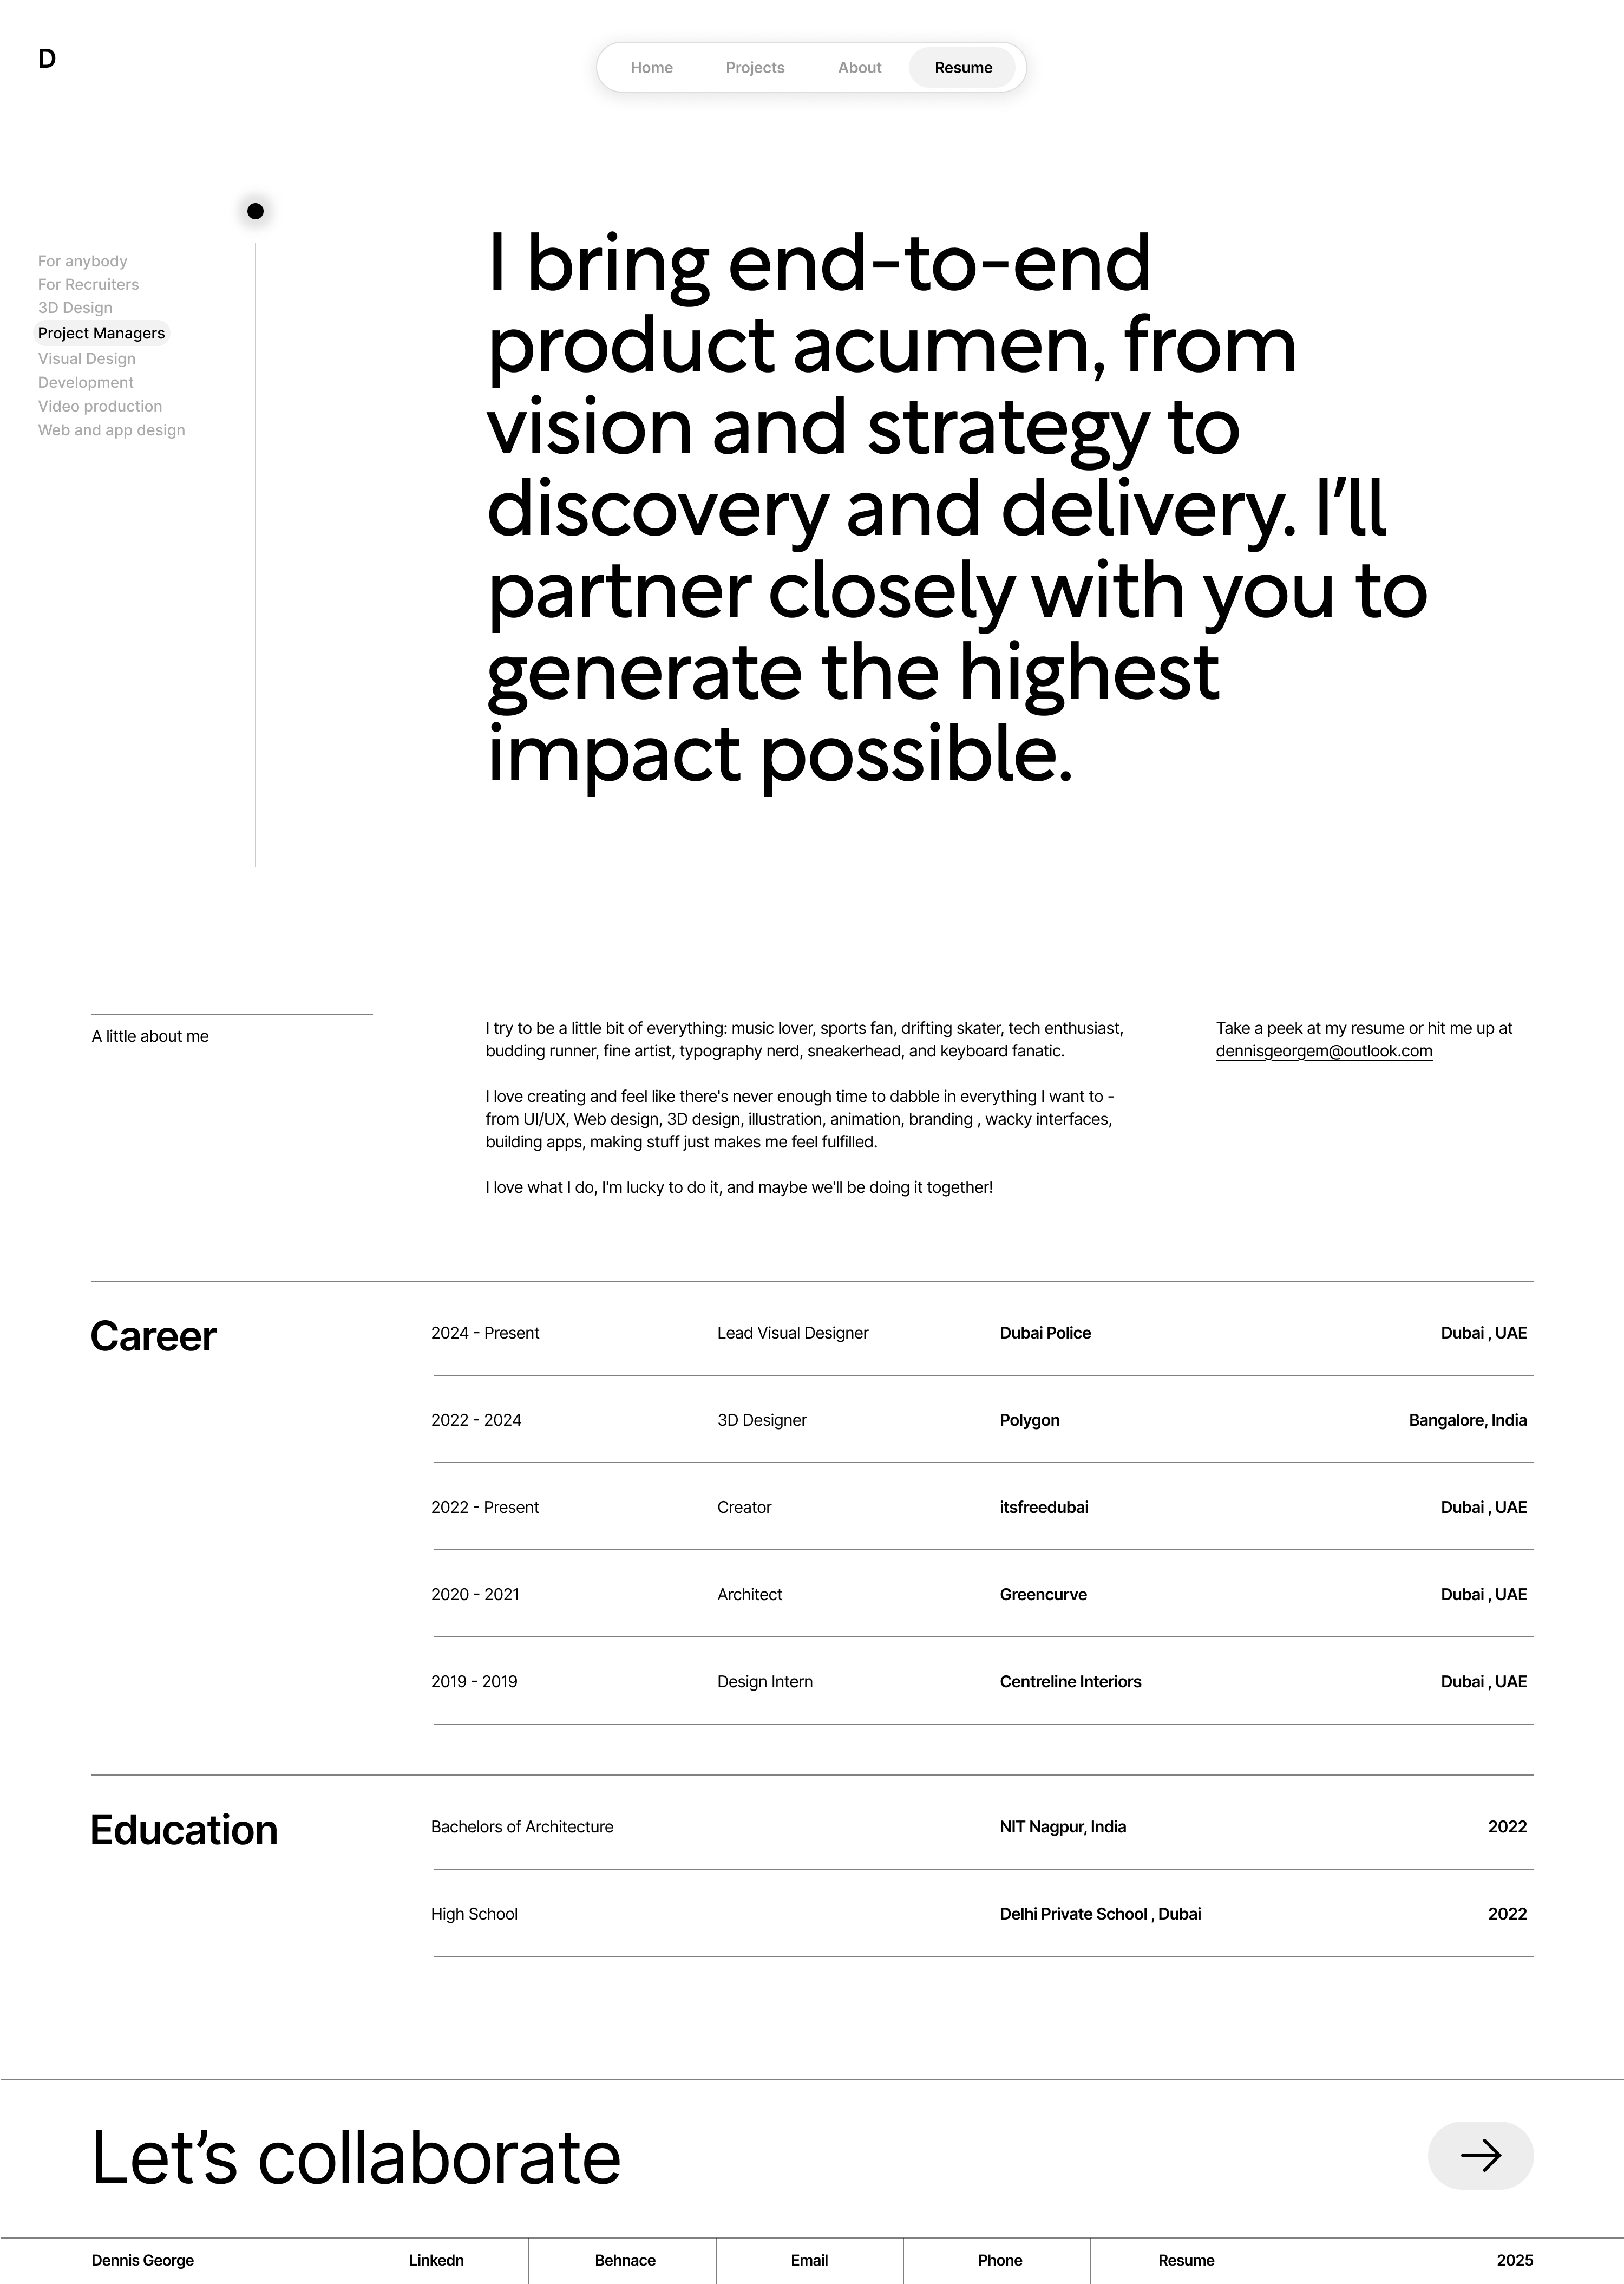 D
Home Projects About Resume
For anybody
For Recruiters
3D Design
Project Managers
Visual Design
Development
Video production
Web and app design
I bring end-to-end
product acumen, from
vision and strategy to
discovery and delivery. I’ll
partner closely with you to
generate the highest
impact possible.
A little about me
I try to be a little bit of everything: music lover, sports fan, drifting skater, tech enthusiast,
budding runner, fine artist, typography nerd, sneakerhead, and keyboard fanatic.
I love creating and feel like there's never enough time to dabble in everything I want to -
from UI/UX, Web design, 3D design, illustration, animation, branding , wacky interfaces,
building apps, making stuff just makes me feel fulfilled.
I love what I do, I'm lucky to do it, and maybe we'll be doing it together!
Take a peek at my resume or hit me up at
dennisgeorgem@outlook.com
Career
2024 - Present Lead Visual Designer Dubai Police Dubai , UAE
2022 - 2024 3D Designer Polygon Bangalore, India
2022 - Present Creator itsfreedubai Dubai , UAE
2020 - 2021 Architect Greencurve Dubai , UAE
2019 - 2019 Design Intern Centreline Interiors Dubai , UAE
Education
Bachelors of Architecture NIT Nagpur, India 2022
High School Delhi Private School , Dubai 2022
Let’s collaborate
Dennis George Linkedn Behnace Email Phone Resume 2025